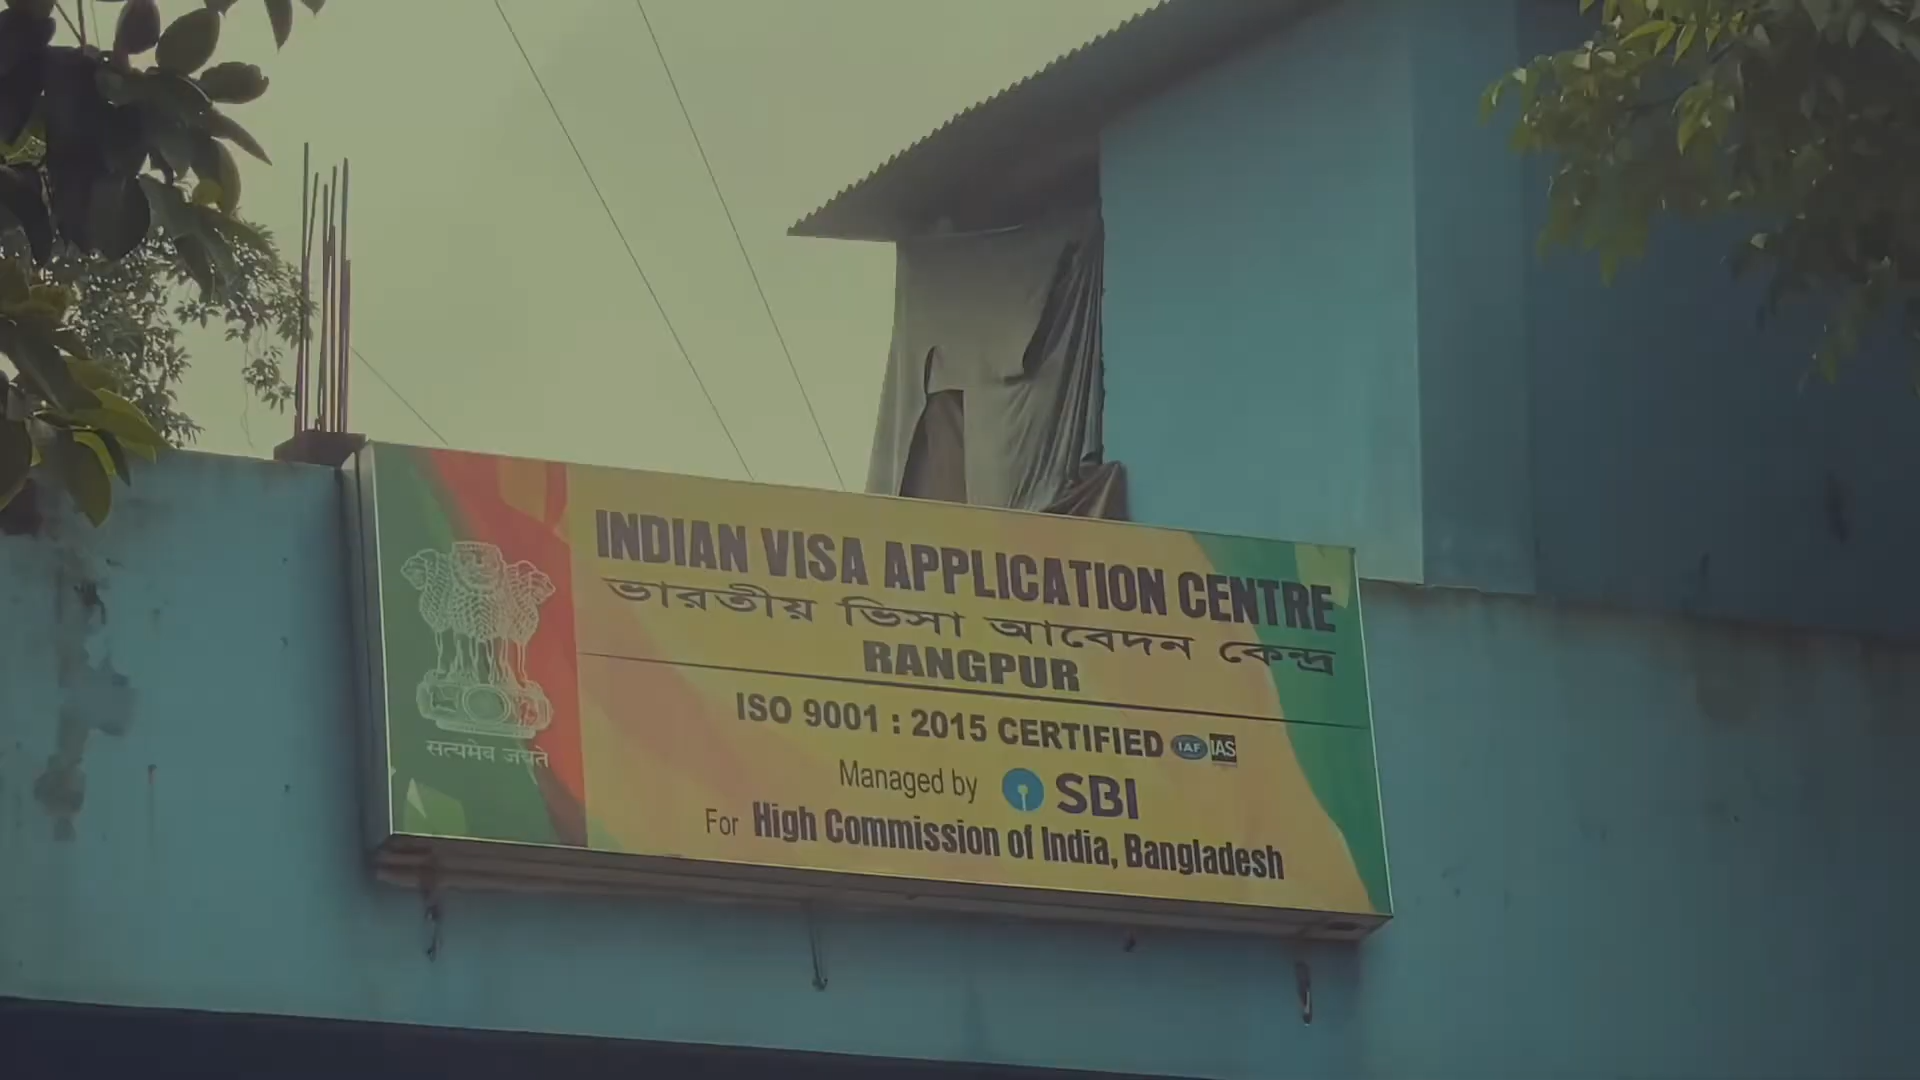 INDIAN VISA APPLICATION CENTRE
ভারতীয় ভিসা আবেদন কেন্দ্র
RANGPUR
ISO 9001 : 2015 CERTIFIED IAF IAS
Managed by SBI
For High Commission of India, Bangladesh
सत्यमेव जयते